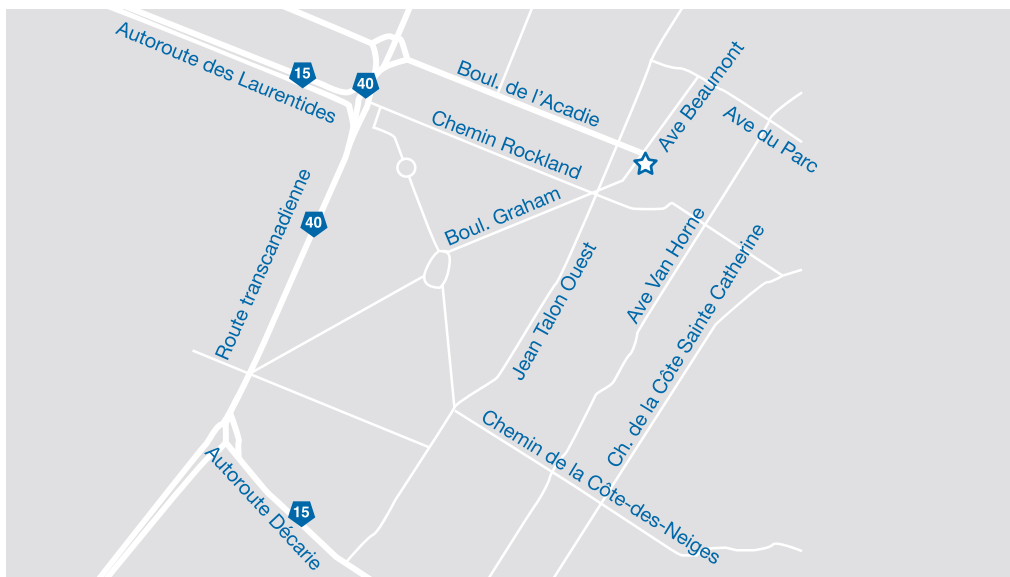 Autoroute des Laurentides
15
40
Boul. de l'Acadie
Ave Beaumont
Ave du Parc
Chemin Rockland
Boul. Graham
Route transcanadienne
40
Jean Talon Ouest
Ave Van Horne
Ch. de la Côte Sainte Catherine
Chemin de la Côte-des-Neiges
Autoroute Décarie
15